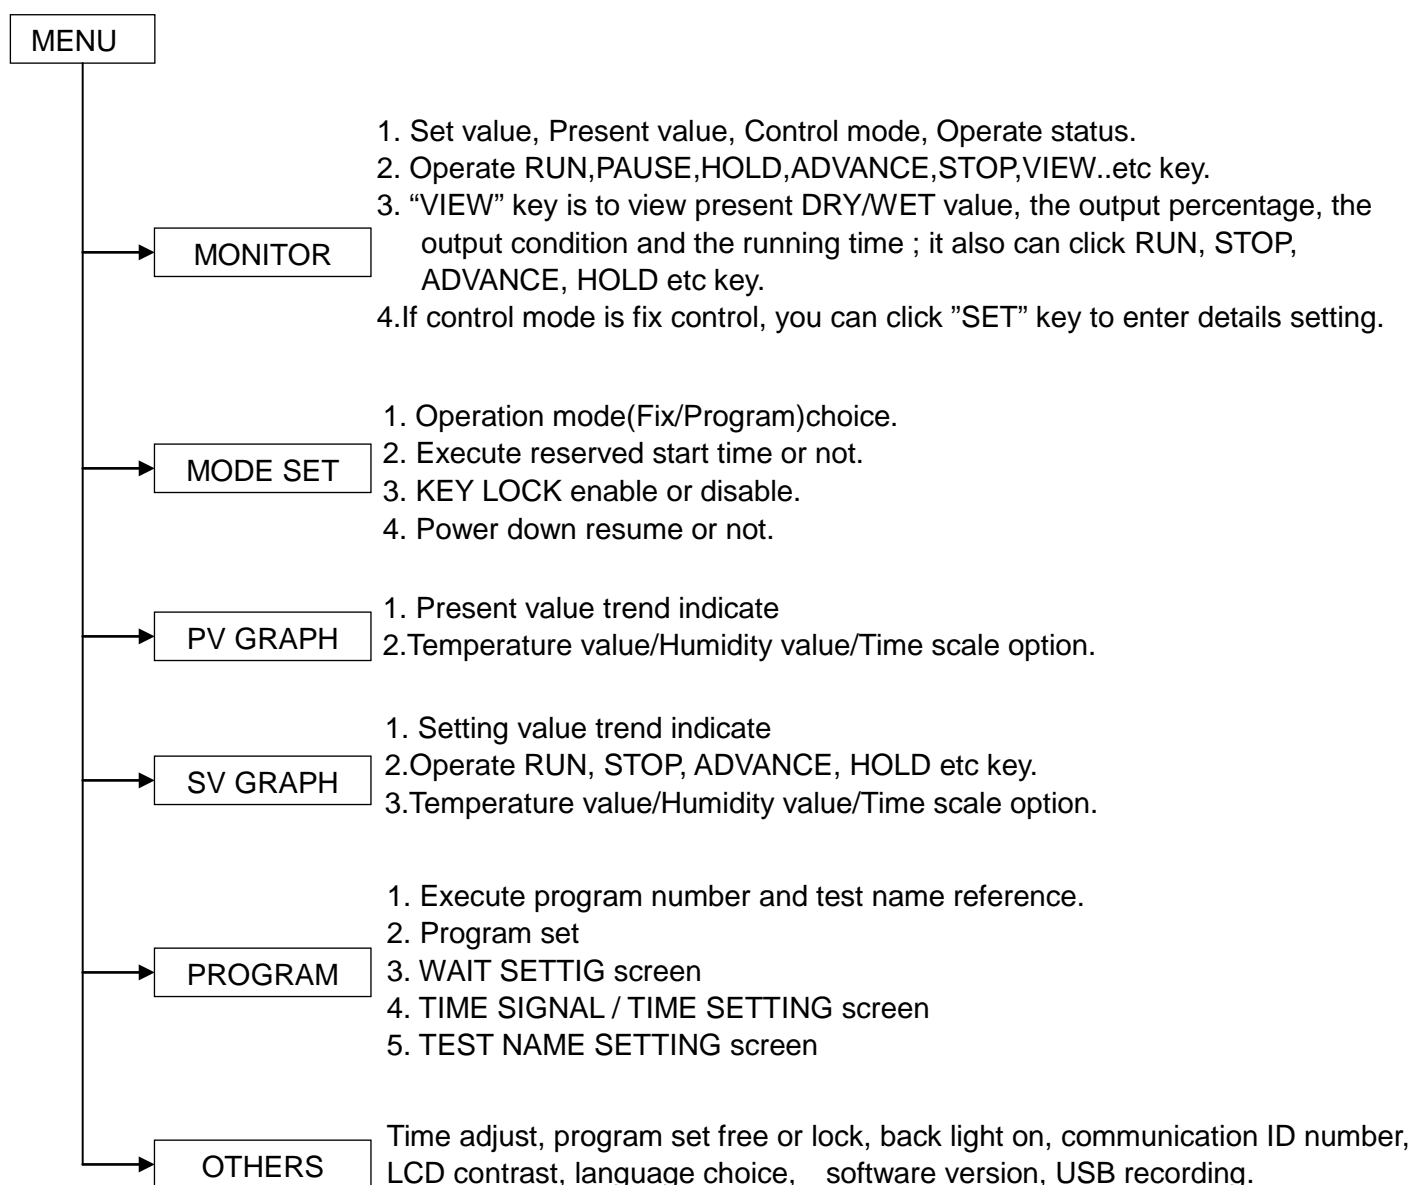 MENU
1. Set value, Present value, Control mode, Operate status.
2. Operate RUN,PAUSE,HOLD,ADVANCE,STOP,VIEW..etc key.
3. “VIEW” key is to view present DRY/WET value, the output percentage, the
output condition and the running time ; it also can click RUN, STOP,
ADVANCE, HOLD etc key.
4.If control mode is fix control, you can click ”SET” key to enter details setting.
MONITOR
1. Operation mode(Fix/Program)choice.
2. Execute reserved start time or not.
3. KEY LOCK enable or disable.
4. Power down resume or not.
MODE SET
1. Present value trend indicate
2.Temperature value/Humidity value/Time scale option.
PV GRAPH
1. Setting value trend indicate
2.Operate RUN, STOP, ADVANCE, HOLD etc key.
3.Temperature value/Humidity value/Time scale option.
SV GRAPH
1. Execute program number and test name reference.
2. Program set
3. WAIT SETTIG screen
4. TIME SIGNAL / TIME SETTING screen
5. TEST NAME SETTING screen
PROGRAM
Time adjust, program set free or lock, back light on, communication ID number,
LCD contrast, language choice, software version, USB recording.
OTHERS